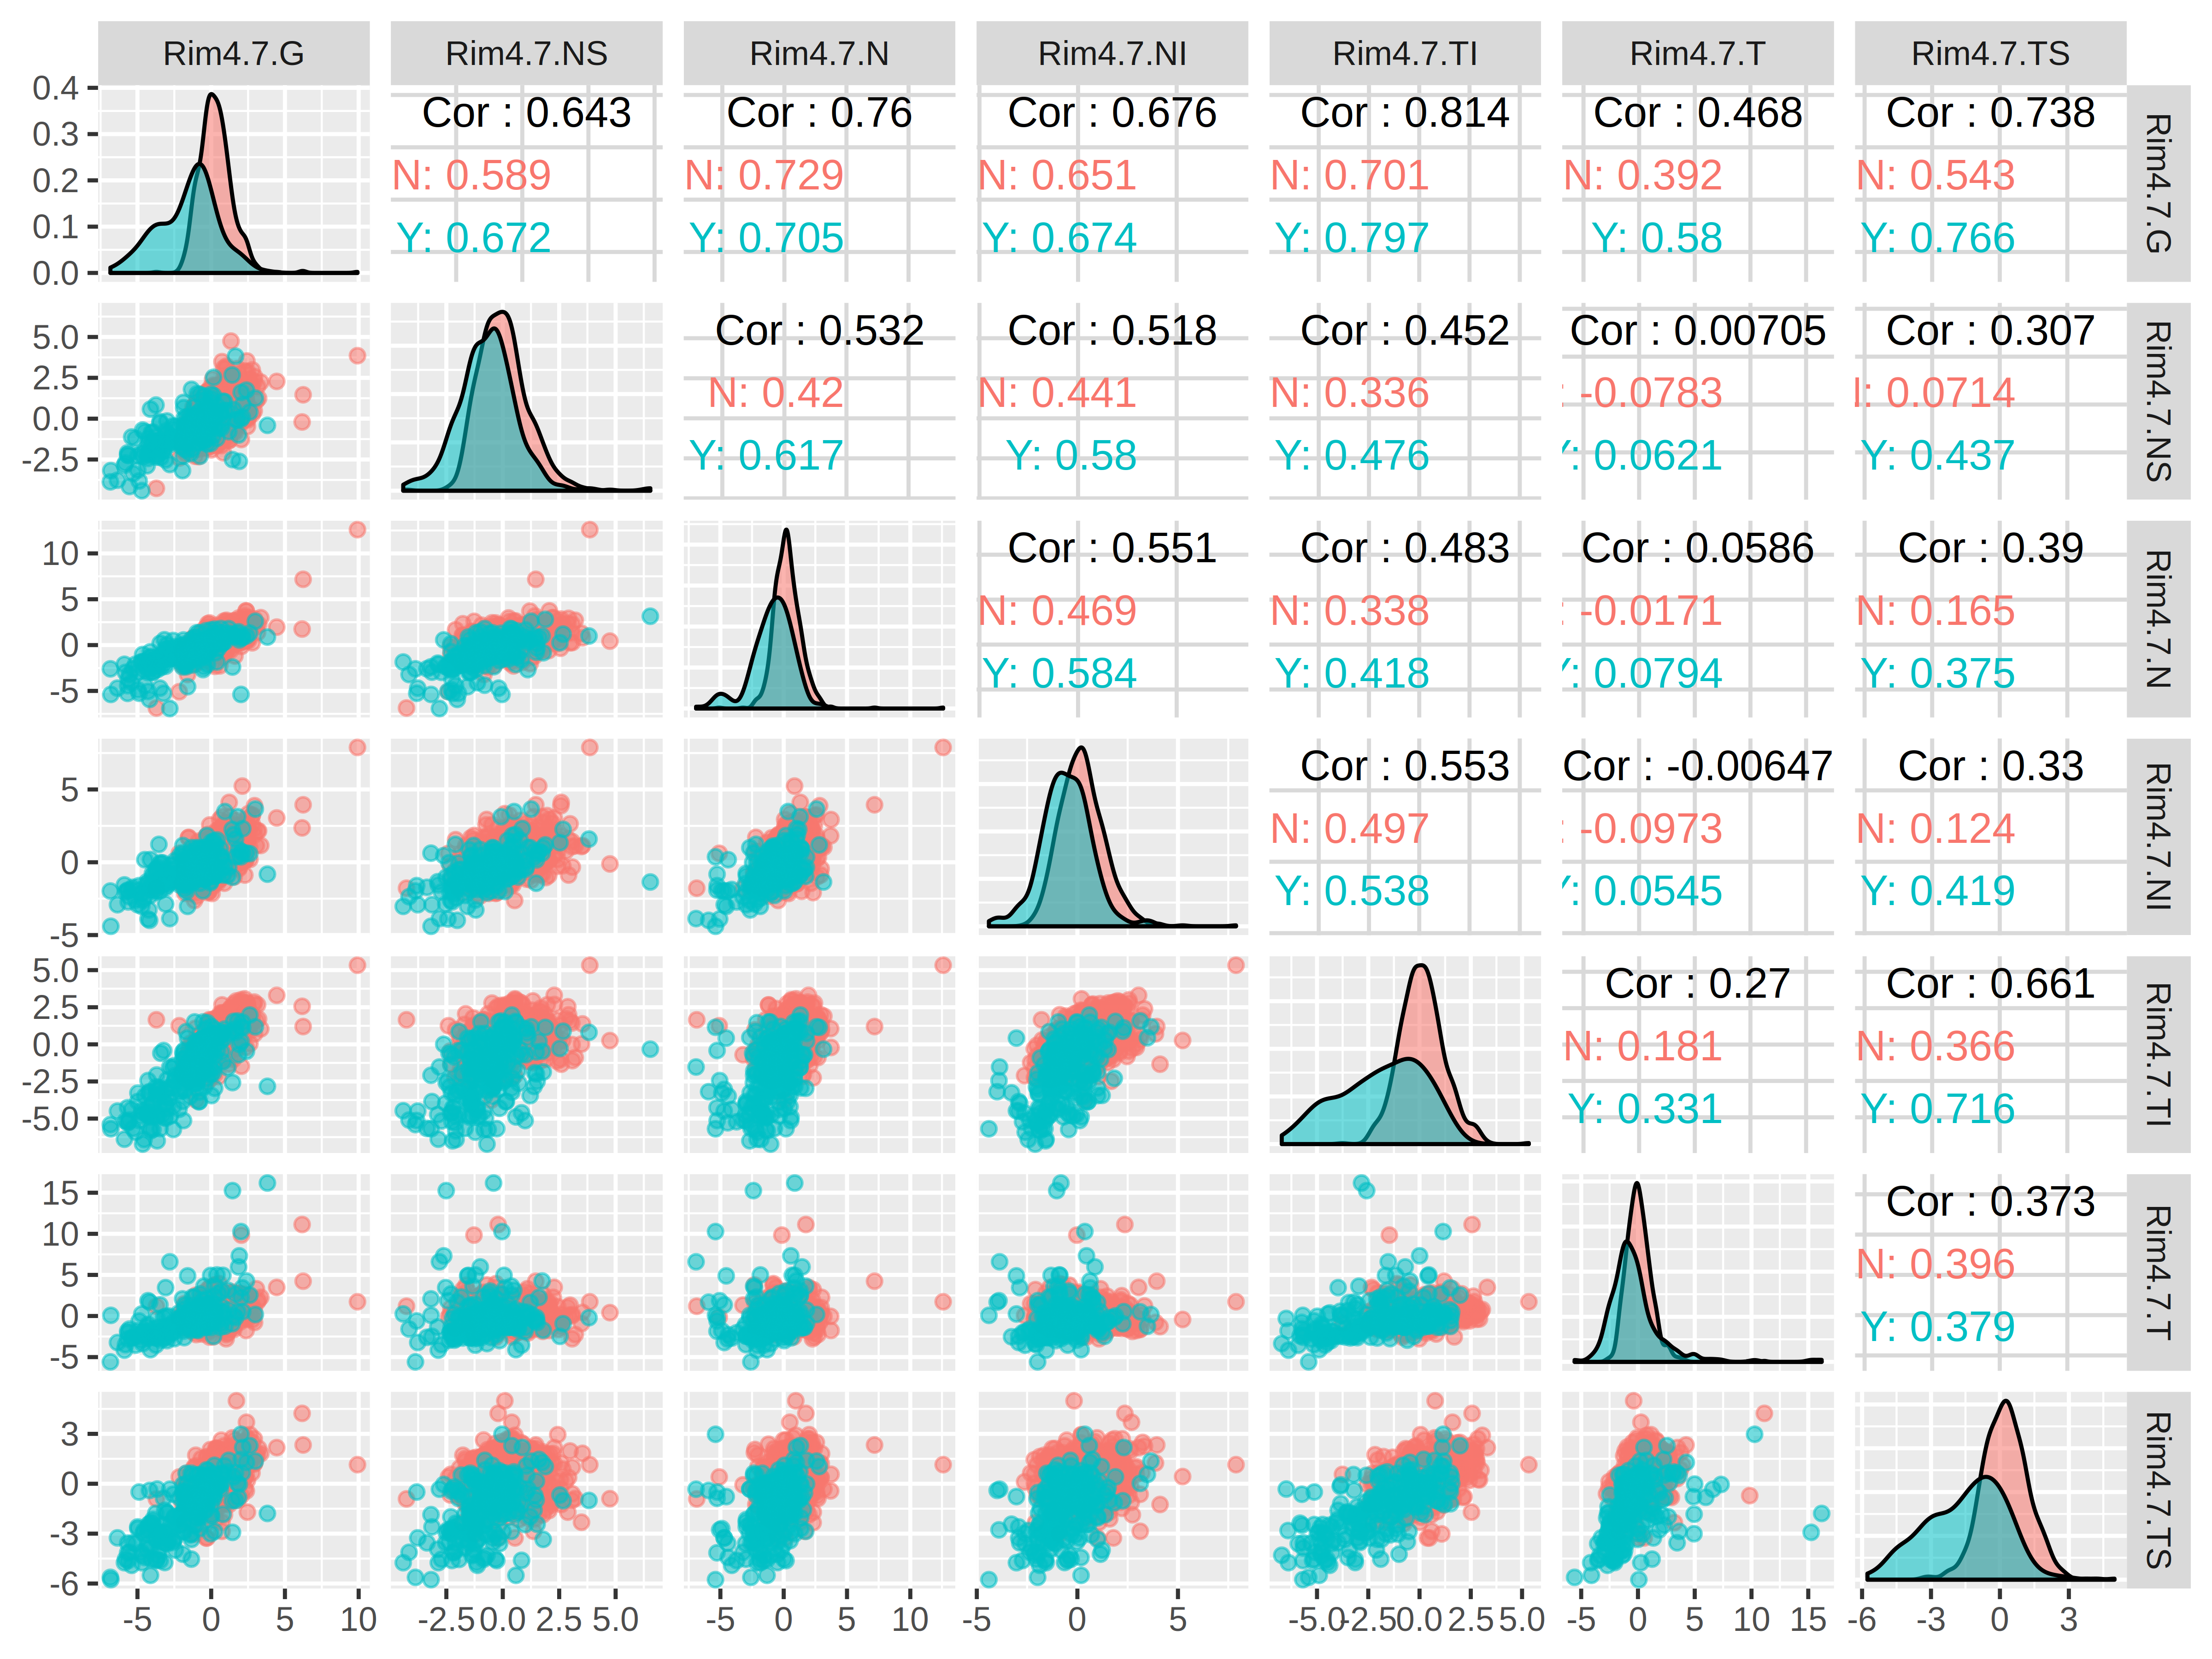 Rim4.7.G Rim4.7.NS Rim4.7.N Rim4.7.NI Rim4.7.TI Rim4.7.T Rim4.7.TS
0.4 0.3 0.2 0.1 0.0
Cor : 0.643 Cor : 0.76 Cor : 0.676 Cor : 0.814 Cor : 0.468 Cor : 0.738
N: 0.589 N: 0.729 N: 0.651 N: 0.701 N: 0.392 N: 0.543
Y: 0.672 Y: 0.705 Y: 0.674 Y: 0.797 Y: 0.58 Y: 0.766
Rim4.7.G
5.0 2.5 0.0 -2.5
Cor : 0.532 Cor : 0.518 Cor : 0.452 Cor : 0.00705 Cor : 0.307
N: 0.42 N: 0.441 N: 0.336 : -0.0783 : 0.0714
Y: 0.617 Y: 0.58 Y: 0.476 : 0.0621 Y: 0.437
Rim4.7.NS
10 5 0 -5
Cor : 0.551 Cor : 0.483 Cor : 0.0586 Cor : 0.39
N: 0.469 N: 0.338 : -0.0171 N: 0.165
Y: 0.584 Y: 0.418 : 0.0794 Y: 0.375
Rim4.7.N
5 0 -5
Cor : 0.553 Cor : -0.00647 Cor : 0.33
N: 0.497 : -0.0973 N: 0.124
Y: 0.538 : 0.0545 Y: 0.419
Rim4.7.NI
5.0 2.5 0.0 -2.5 -5.0
Cor : 0.27 Cor : 0.661
N: 0.181 N: 0.366
Y: 0.331 Y: 0.716
Rim4.7.TI
15 10 5 0 -5
Cor : 0.373
N: 0.396
Y: 0.379
Rim4.7.T
3 0 -3 -6
Rim4.7.TS
-5 0 5 10 -2.5 0.0 2.5 5.0 -5 0 5 10 -5 0 5 -5.0 -2.5 0.0 2.5 5.0 -5 0 5 10 15 -6 -3 0 3